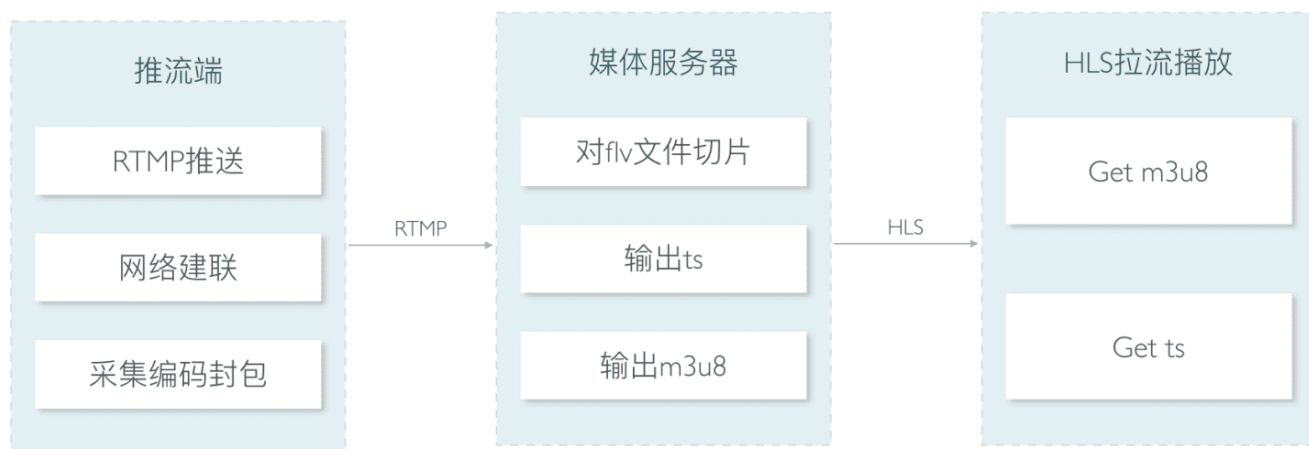 推流端
RTMP推送
网络建联
采集编码封包
RTMP
媒体服务器
对flv文件切片
输出ts
输出m3u8
HLS
HLS拉流播放
Get m3u8
Get ts